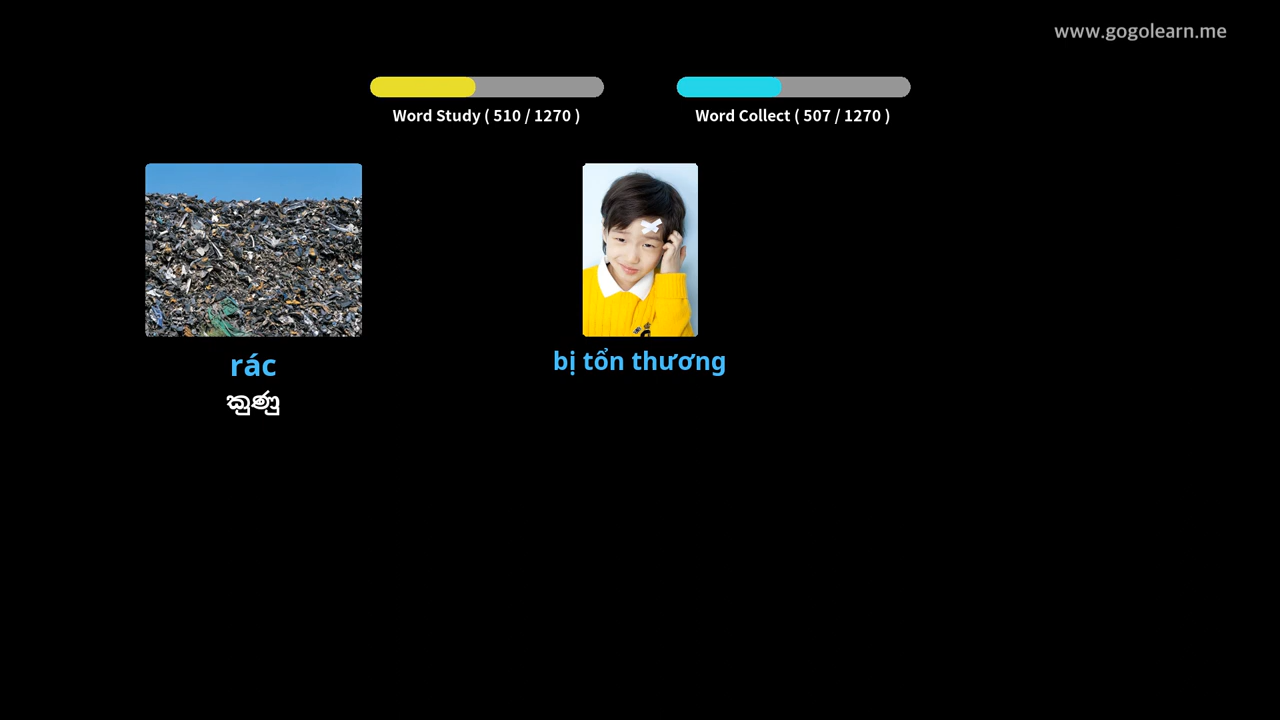 www.gogolearn.me
Word Study ( 510 / 1270 )
Word Collect ( 507 / 1270 )
rác
කුණු
bị tổn thương